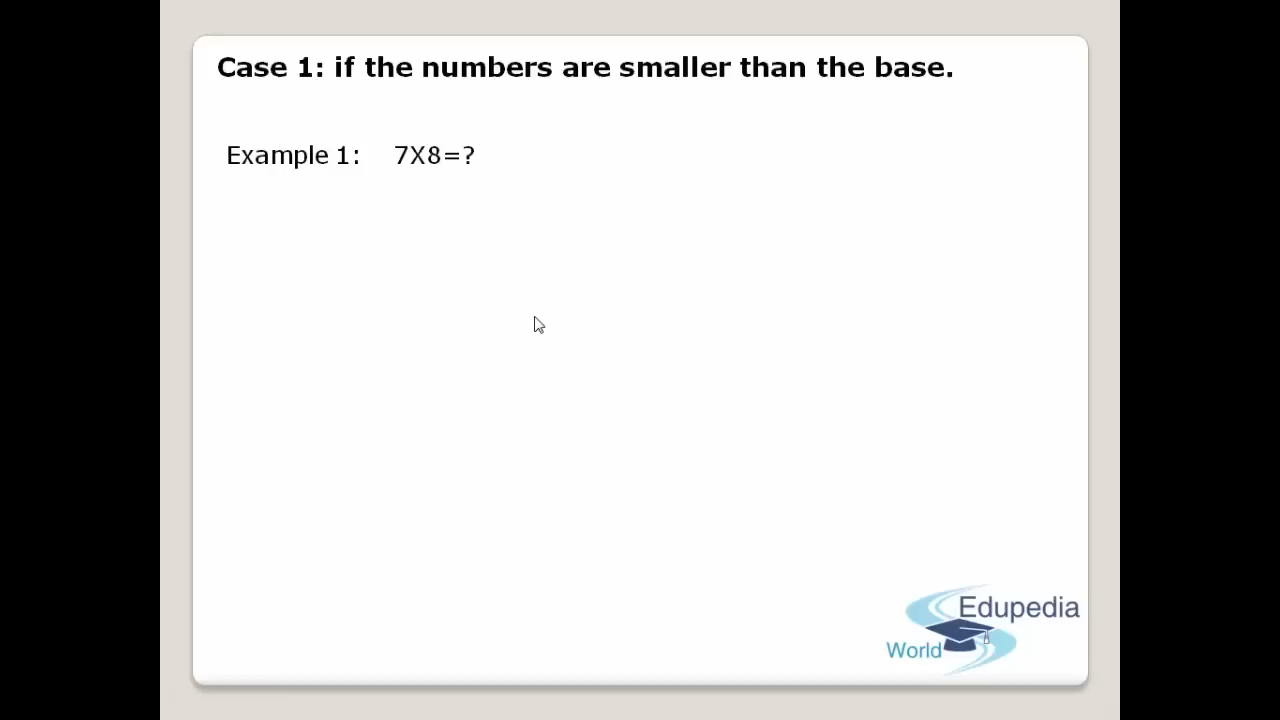 Case 1: if the numbers are smaller than the base.
Example 1: 7X8=?
Edupedia
World